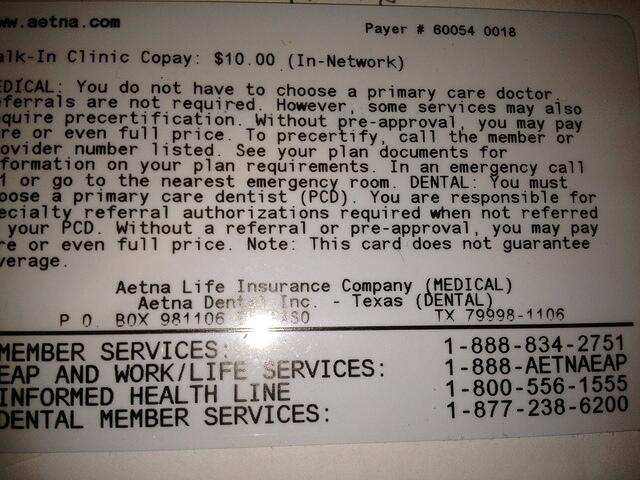 ww.aetna.com Payer # 60054 0018
alk-In Clinic Copay: $10.00 (In-Network)
EDICAL: You do not have to choose a primary care doctor.
eferrals are not required. However, some services may also
quire precertification. Without pre-approval, you may pay
re or even full price. To precertify, call the member or
ovider number listed. See your plan documents for
formation on your plan requirements. In an emergency call
1 or go to the nearest emergency room. DENTAL: You must
oose a primary care dentist (PCD). You are responsible for
ecialty referral authorizations required when not referred
your PCD. Without a referral or pre-approval, you may pay
re or even full price. Note: This card does not guarantee
verage.
Aetna Life Insurance Company (MEDICAL)
Aetna Dental Inc. - Texas (DENTAL)
P O BOX 981106 TX 79998-1106
MEMBER SERVICES: 1-888-834-2751
EAP AND WORK/LIFE SERVICES: 1-888-AETNAEAP
INFORMED HEALTH LINE 1-800-556-1555
DENTAL MEMBER SERVICES: 1-877-238-6200